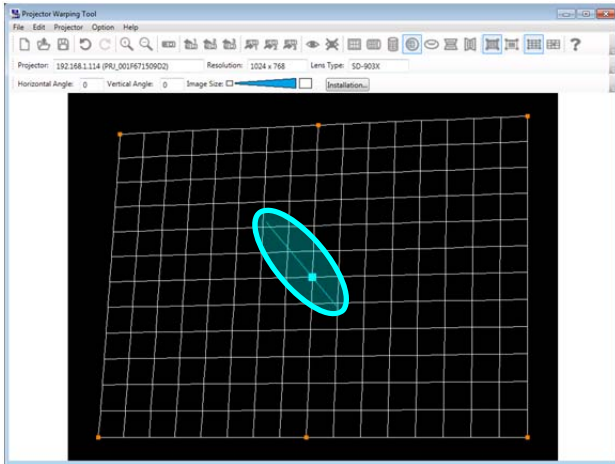 Projector Warping Tool
File Edit Projector Option Help
Projector: 192.168.1.114 (PRJ_001F671509D2) Resolution: 1024 x 768 Lens Type: SD-903X
Horizontal Angle: 0 Vertical Angle: 0 Image Size: Installation...